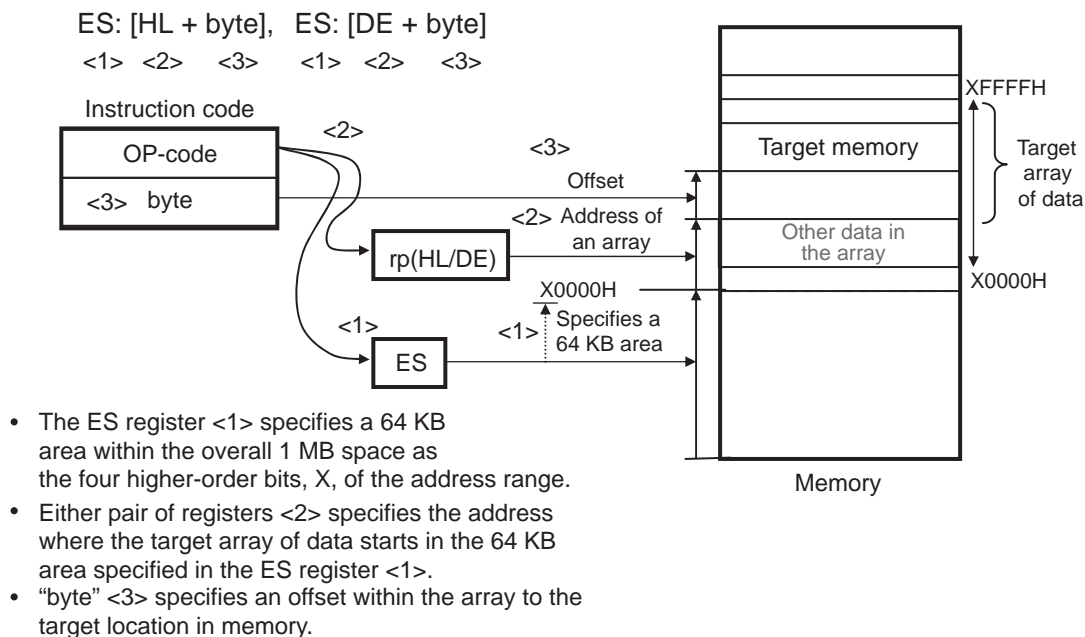 ES: [HL + byte], ES: [DE + byte]
<1> <2> <3> <1> <2> <3>
Instruction code
OP-code
<3> byte
<2>
<3>
Offset
<2> Address of
an array
rp(HL/DE)
X0000H
<1>
<1>
Specifies a
64 KB area
ES
XFFFFH
Target memory
Target
array
of data
Other data in
the array
X0000H
Memory
• The ES register <1> specifies a 64 KB
area within the overall 1 MB space as
the four higher-order bits, X, of the address range.
• Either pair of registers <2> specifies the address
where the target array of data starts in the 64 KB
area specified in the ES register <1>.
• “byte” <3> specifies an offset within the array to the
target location in memory.